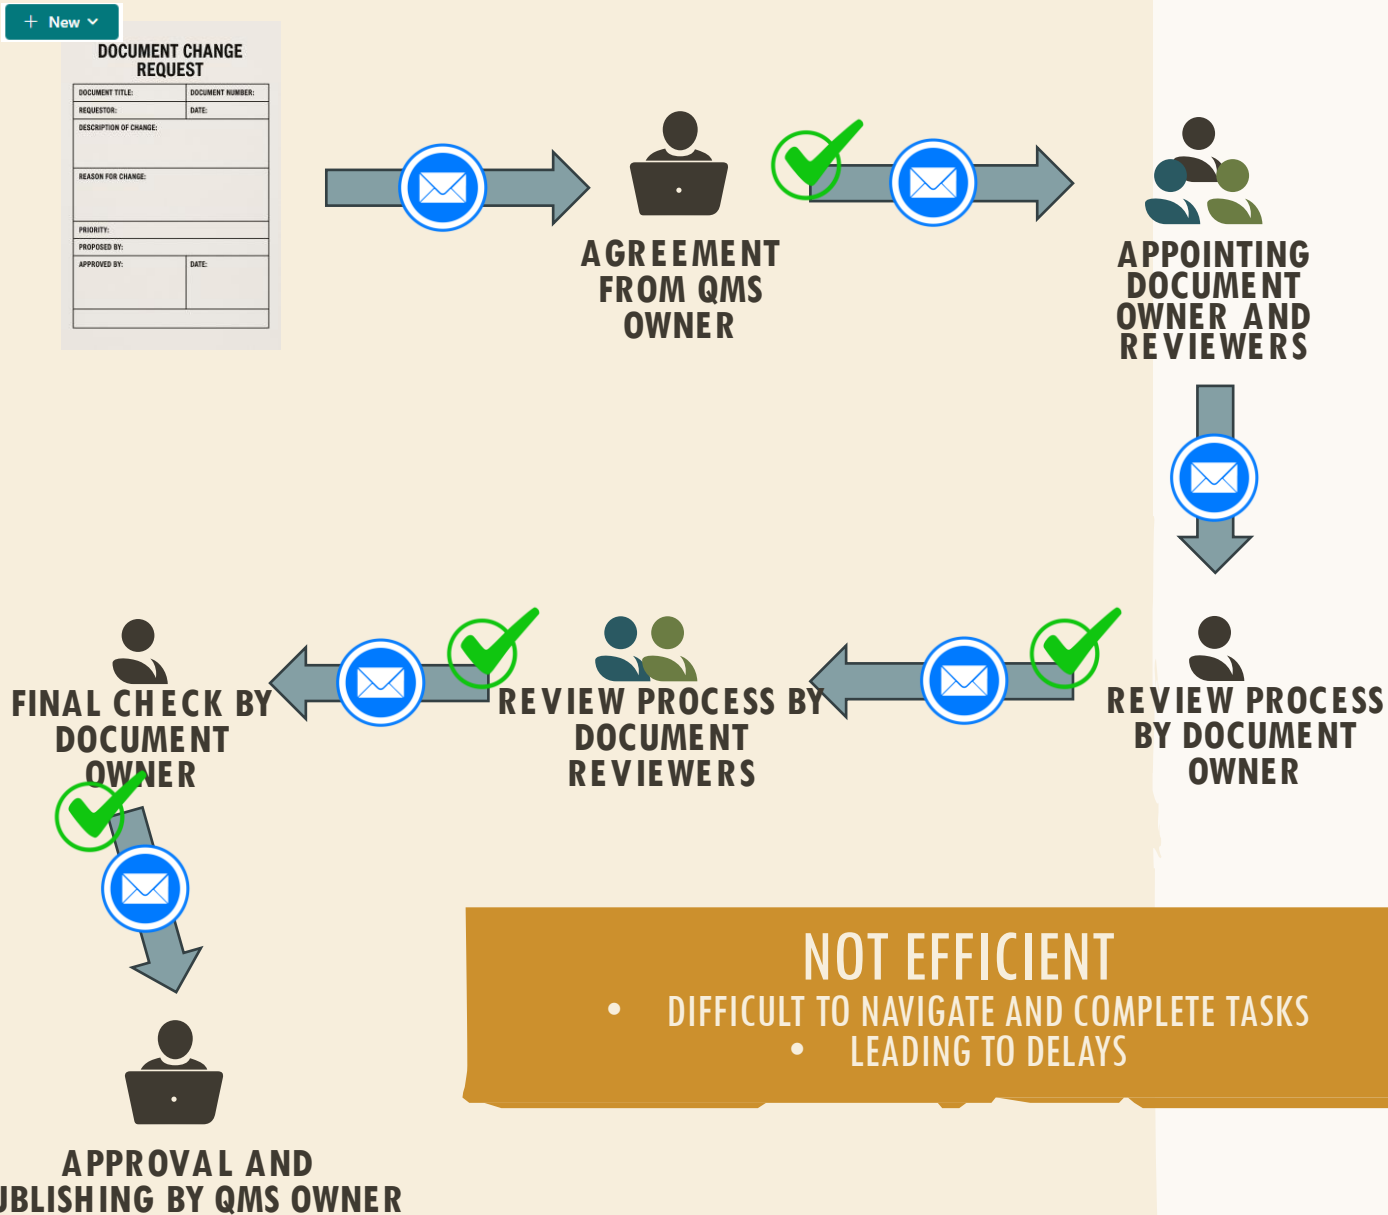 + New
DOCUMENT CHANGE
REQUEST
DOCUMENT TITLE: DOCUMENT NUMBER:
REQUESTOR: DATE:
DESCRIPTION OF CHANGE:
REASON FOR CHANGE:
PRIORITY:
PROPOSED BY:
APPROVED BY: DATE:
AGREEMENT
FROM QMS
OWNER
APPOINTING
DOCUMENT
OWNER AND
REVIEWERS
REVIEW PROCESS
BY DOCUMENT
OWNER
REVIEW PROCESS BY
DOCUMENT
REVIEWERS
FINAL CHECK BY
DOCUMENT
OWNER
APPROVAL AND
UBLISHING BY QMS OWNER
NOT EFFICIENT
• DIFFICULT TO NAVIGATE AND COMPLETE TASKS
• LEADING TO DELAYS